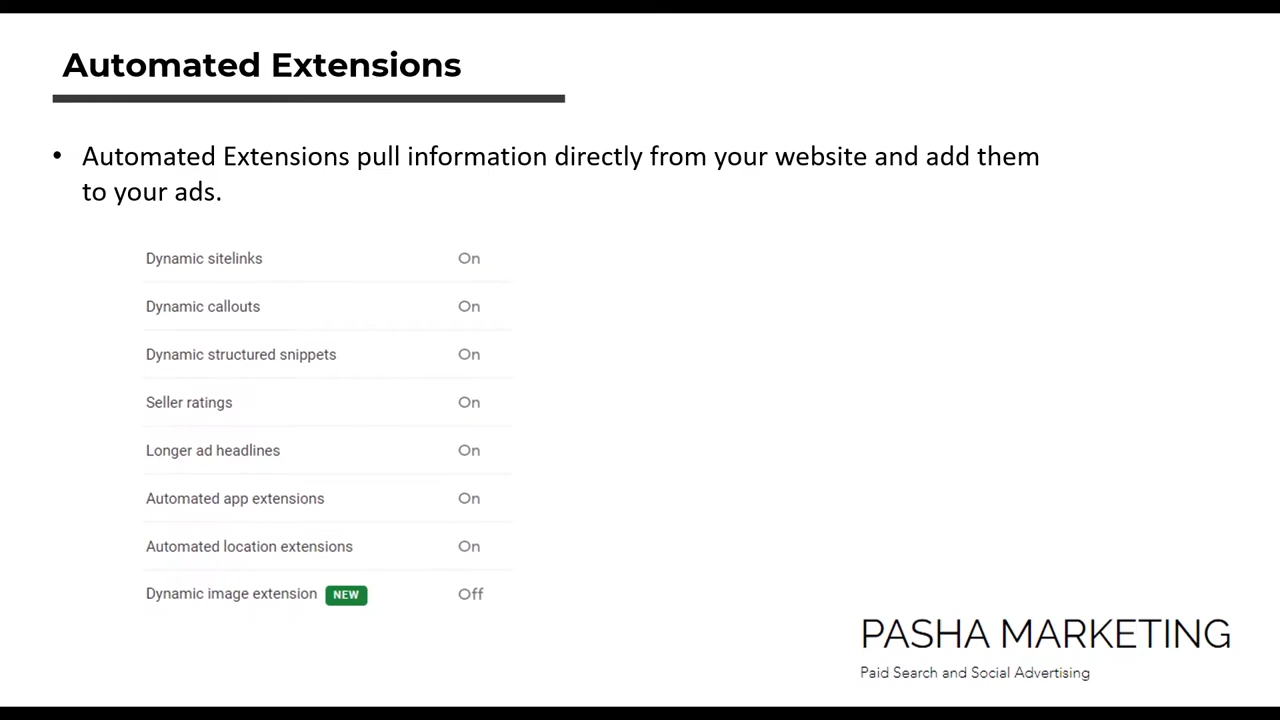 Automated Extensions
• Automated Extensions pull information directly from your website and add them
to your ads.
Dynamic sitelinks On
Dynamic callouts On
Dynamic structured snippets On
Seller ratings On
Longer ad headlines On
Automated app extensions On
Automated location extensions On
Dynamic image extension NEW Off
PASHA MARKETING
Paid Search and Social Advertising